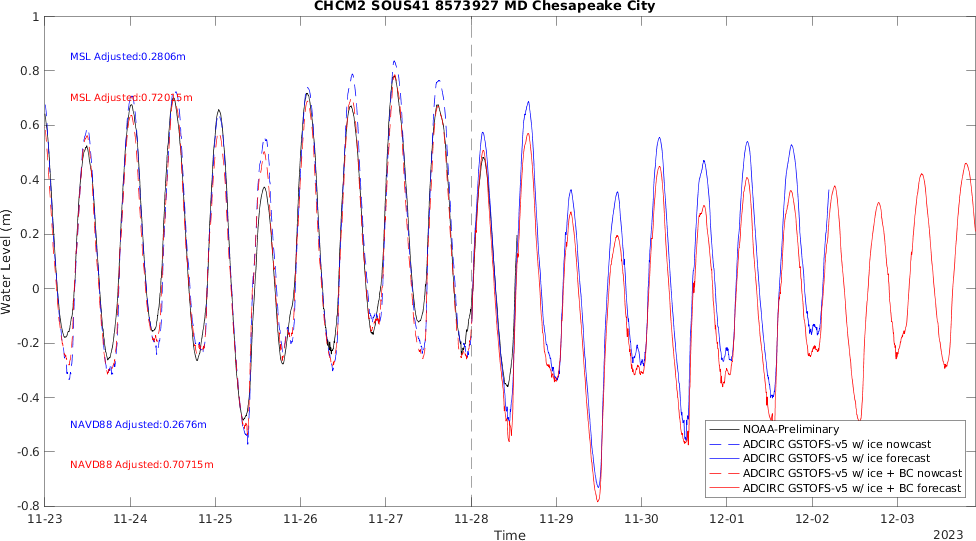 CHCM2 SOUS41 8573927 MD Chesapeake City
1
0.8
0.6
0.4
0.2
0
-0.2
-0.4
-0.6
-0.8
Water Level (m)
MSL Adjusted:0.2806m
MSL Adjusted:0.72015m
NAVD88 Adjusted:0.2676m
NAVD88 Adjusted:0.70715m
NOAA-Preliminary
ADCIRC GSTOFS-v5 w/ ice nowcast
ADCIRC GSTOFS-v5 w/ ice forecast
ADCIRC GSTOFS-v5 w/ ice + BC nowcast
ADCIRC GSTOFS-v5 w/ ice + BC forecast
11-23 11-24 11-25 11-26 11-27 11-28 11-29 11-30 12-01 12-02 12-03
Time
2023